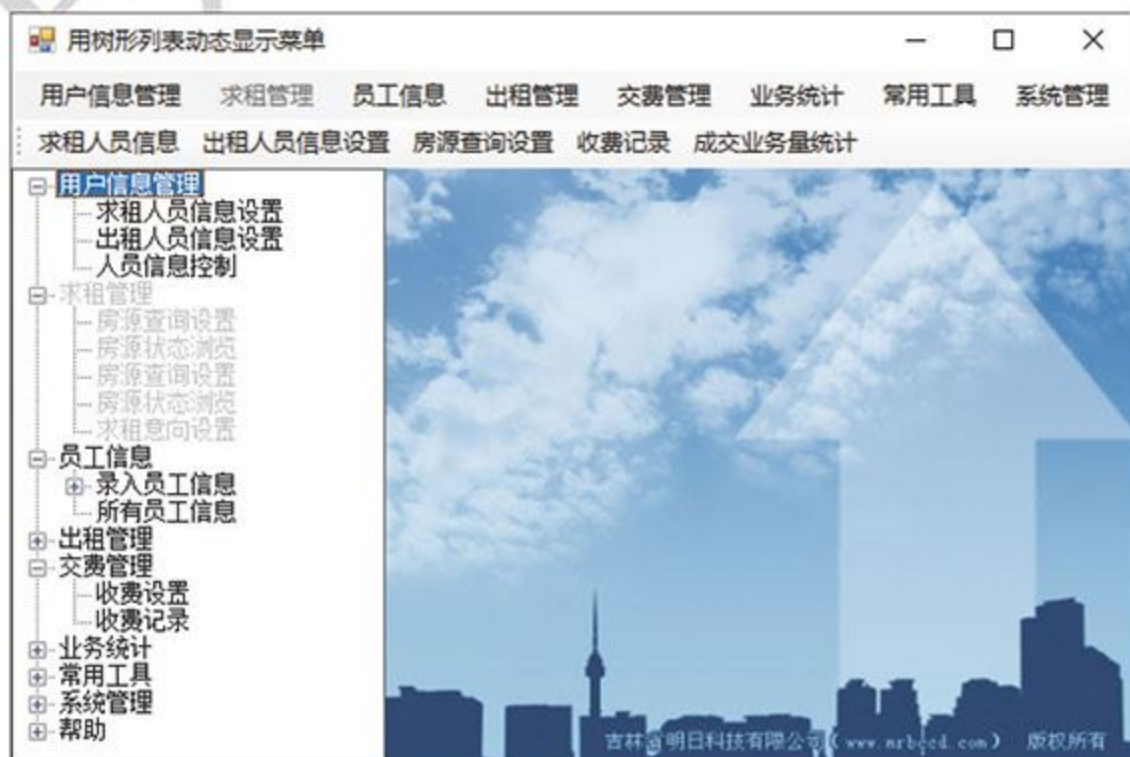 用树形列表动态显示菜单
用户信息管理 求租管理 员工信息 出租管理 交费管理 业务统计 常用工具 系统管理
求租人员信息 出租人员信息设置 房源查询设置 收费记录 成交业务量统计
用户信息管理
求租人员信息设置
出租人员信息设置
人员信息控制
求租管理
房源查询设置
房源状态浏览
房源查询设置
房源状态浏览
求租意向设置
员工信息
录入员工信息
所有员工信息
出租管理
交费管理
收费设置
收费记录
业务统计
常用工具
系统管理
帮助
吉林省明日科技有限公司(www.mrbccd.com) 版权所有